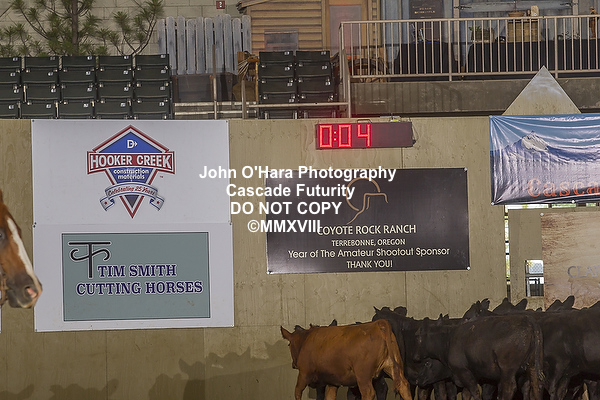 0:04
HOOKER CREEK
construction materials
Celebrating 25 Years
John O'Hara Photography
Cascade Futurity
DO NOT COPY
©MMXVIII
COYOTE ROCK RANCH
TERREBONNE, OREGON
Year of The Amateur Shootout Sponsor
THANK YOU!
TIM SMITH
CUTTING HORSES